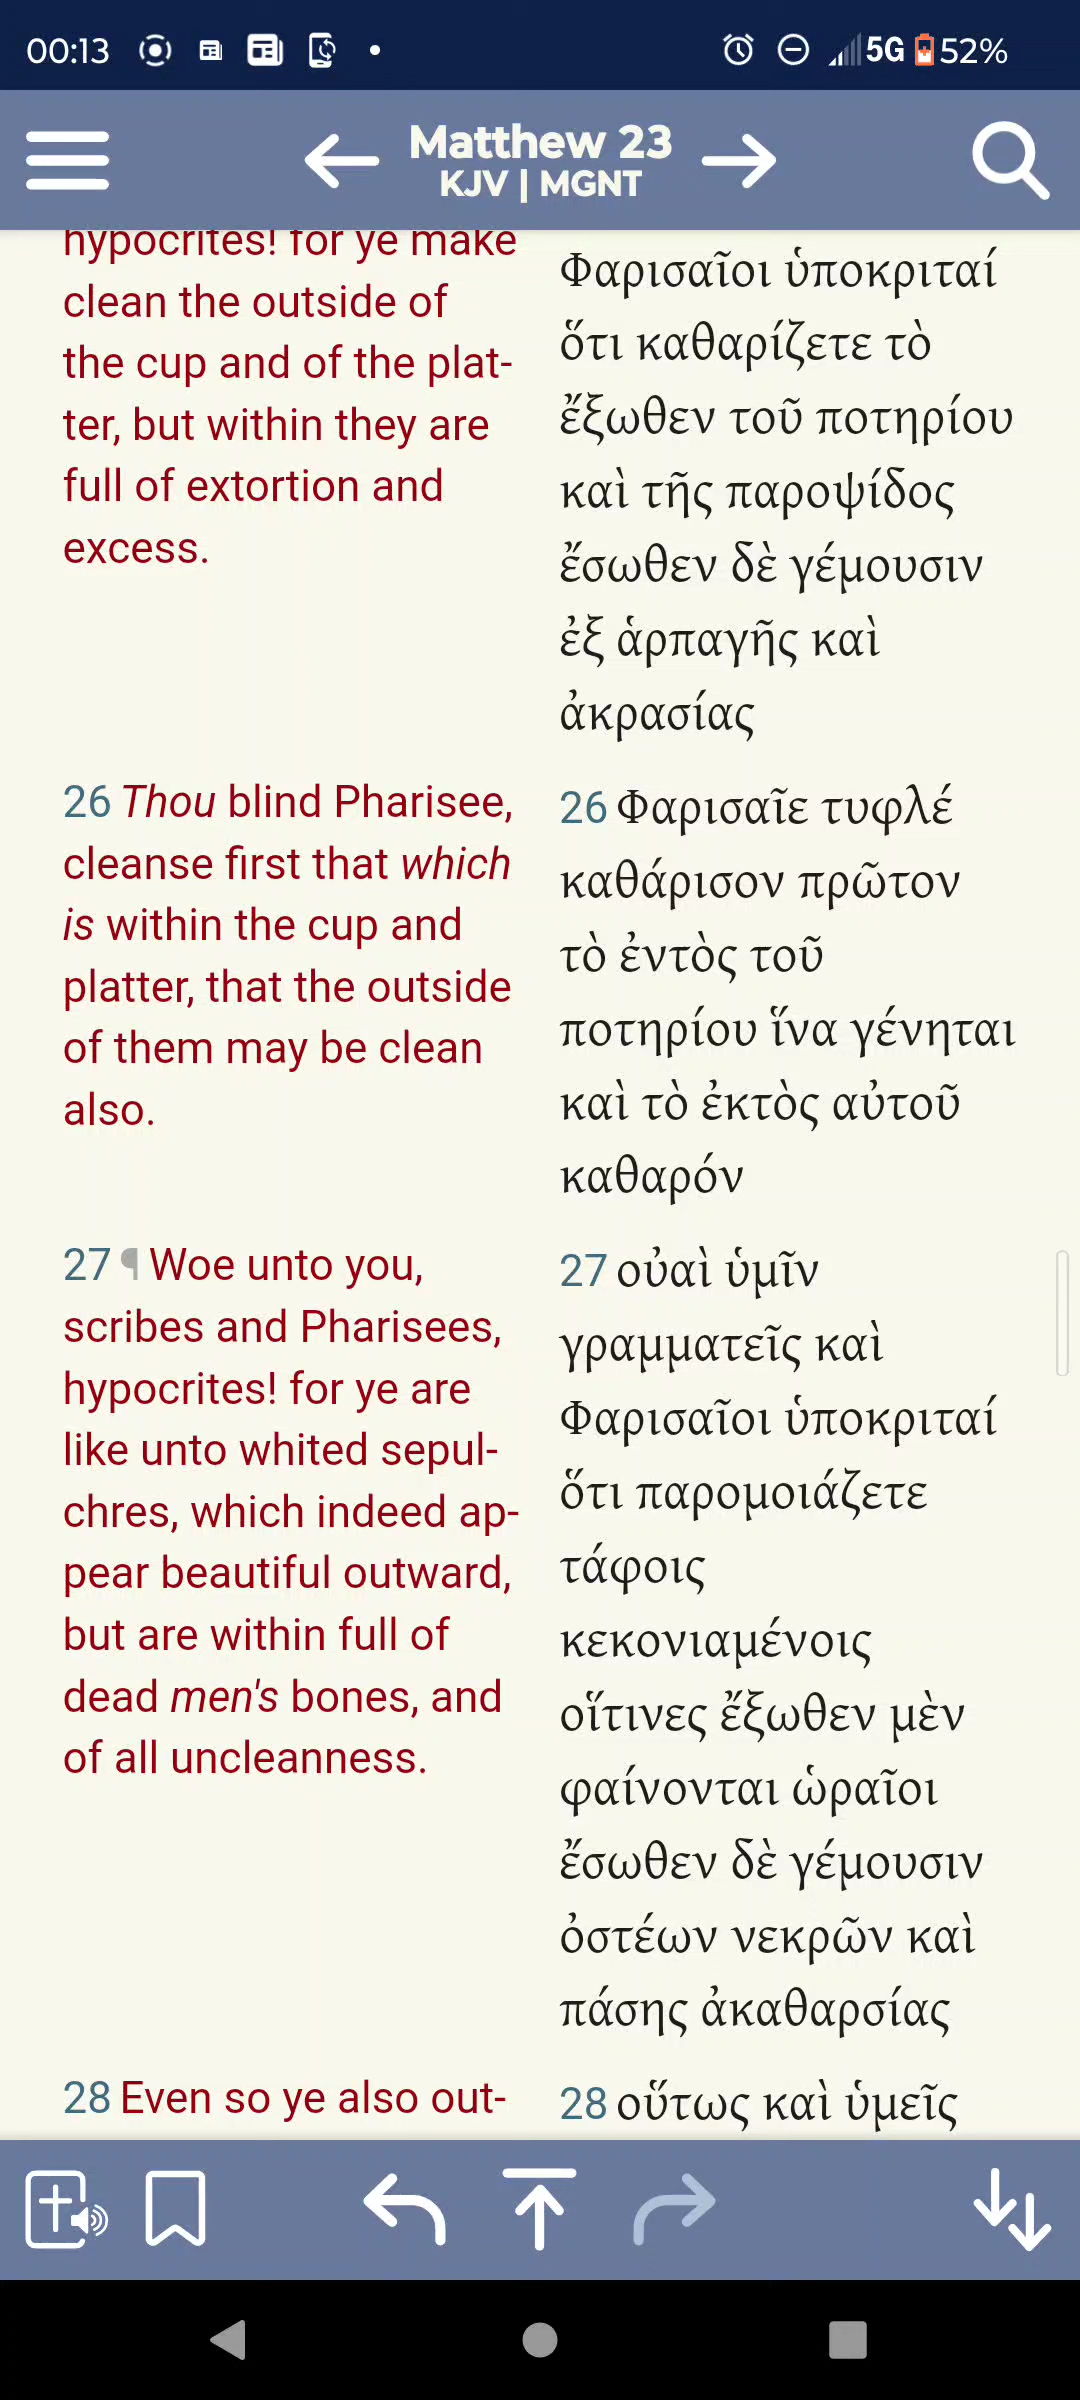 00:13
5G 52%
Matthew 23
KJV | MGNT
hypocrites! for ye make
clean the outside of
the cup and of the plat-
ter, but within they are
full of extortion and
excess.
Φαρισαῖοι ὑποκριταί
ὅτι καθαρίζετε τὸ
ἔξωθεν τοῦ ποτηρίου
καὶ τῆς παροψίδος
ἔσωθεν δὲ γέμουσιν
ἐξ ἁρπαγῆς καὶ
ἀκρασίας
26 Thou blind Pharisee,
cleanse first that which
is within the cup and
platter, that the outside
of them may be clean
also.
26 Φαρισαῖε τυφλέ
καθάρισον πρῶτον
τὸ ἐντὸς τοῦ
ποτηρίου ἵνα γένηται
καὶ τὸ ἐκτὸς αὐτοῦ
καθαρόν
27 ¶ Woe unto you,
scribes and Pharisees,
hypocrites! for ye are
like unto whited sepul-
chres, which indeed ap-
pear beautiful outward,
but are within full of
dead men's bones, and
of all uncleanness.
27 οὐαὶ ὑμῖν
γραμματεῖς καὶ
Φαρισαῖοι ὑποκριταί
ὅτι παρομοιάζετε
τάφοις
κεκονιαμένοις
οἵτινες ἔξωθεν μὲν
φαίνονται ὡραῖοι
ἔσωθεν δὲ γέμουσιν
ὀστέων νεκρῶν καὶ
πάσης ἀκαθαρσίας
28 Even so ye also out-
28 οὕτως καὶ ὑμεῖς